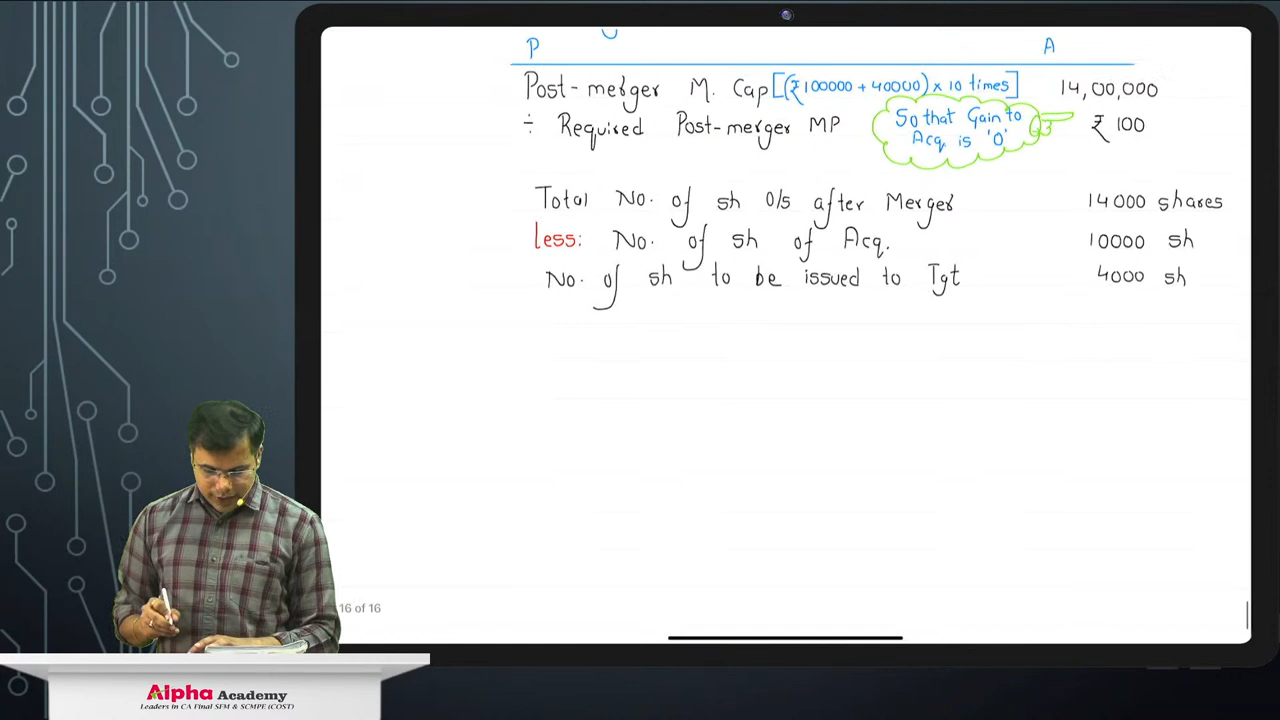 P A
Post-merger M. Cap [(₹100000 + 40000) x 10 times] 14,00,000
÷ Required Post-merger MP So that Gain to Acq. is '0' ₹ 100
Total No. of sh O/s after Merger 14000 shares
less: No. of sh of Acq. 10000 sh
No. of sh to be issued to Tgt 4000 sh
16 of 16
Alpha Academy
Leaders in CA Final SFM & SCMPE (COST)